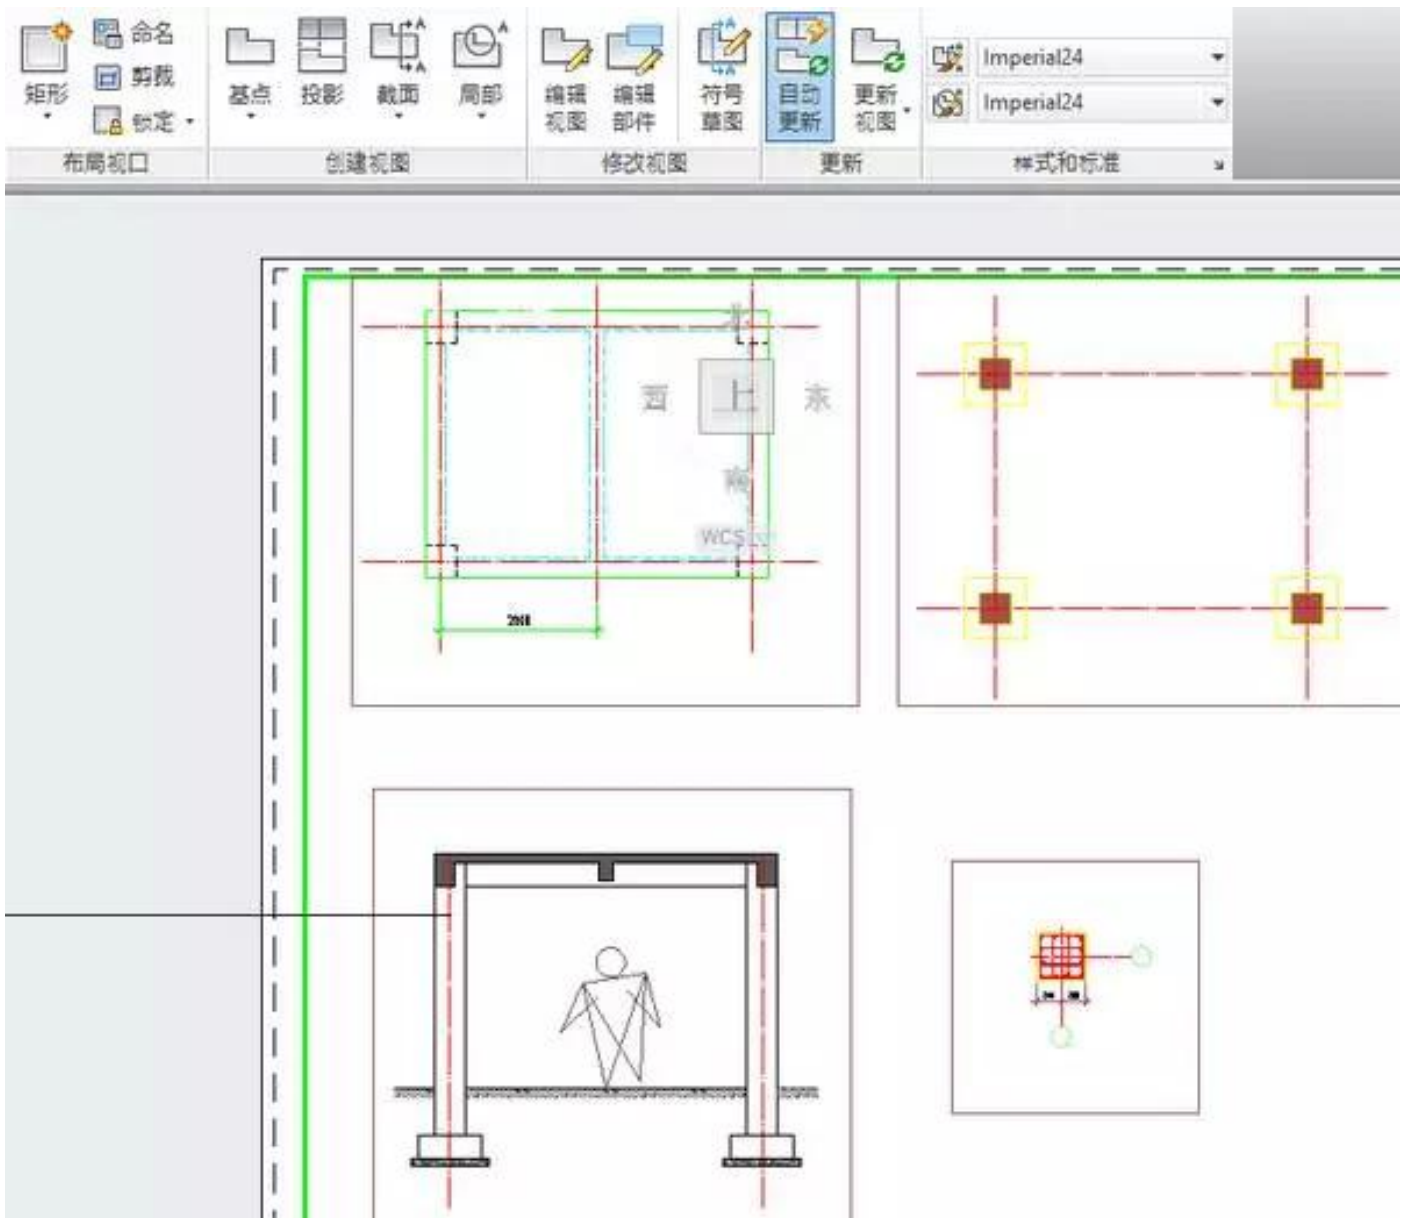 矩形
命名
剪裁
锁定
布局视口
基点
投影
截面
局部
创建视图
编辑
视图
编辑
部件
符号
草图
修改视图
自动
更新
更新
视图
更新
Imperial24
Imperial24
样式和标准
北
西
上
东
南
WCS